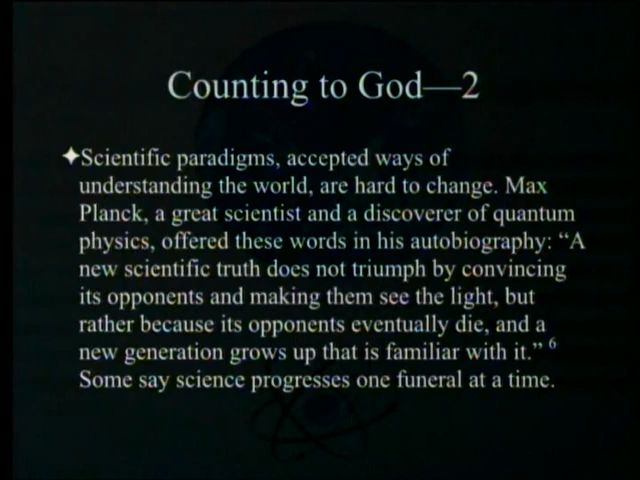 Counting to God—2
✦Scientific paradigms, accepted ways of
understanding the world, are hard to change. Max
Planck, a great scientist and a discoverer of quantum
physics, offered these words in his autobiography: “A
new scientific truth does not triumph by convincing
its opponents and making them see the light, but
rather because its opponents eventually die, and a
new generation grows up that is familiar with it.” 6
Some say science progresses one funeral at a time.